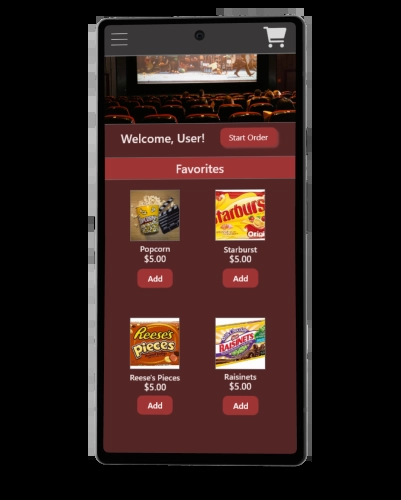 Welcome, User!
Start Order
Favorites
Starburst
Popcorn
$5.00
Starburst
$5.00
Add
Add
Reese's
Pieces
Raisinets
Reese's Pieces
$5.00
Raisinets
$5.00
Add
Add